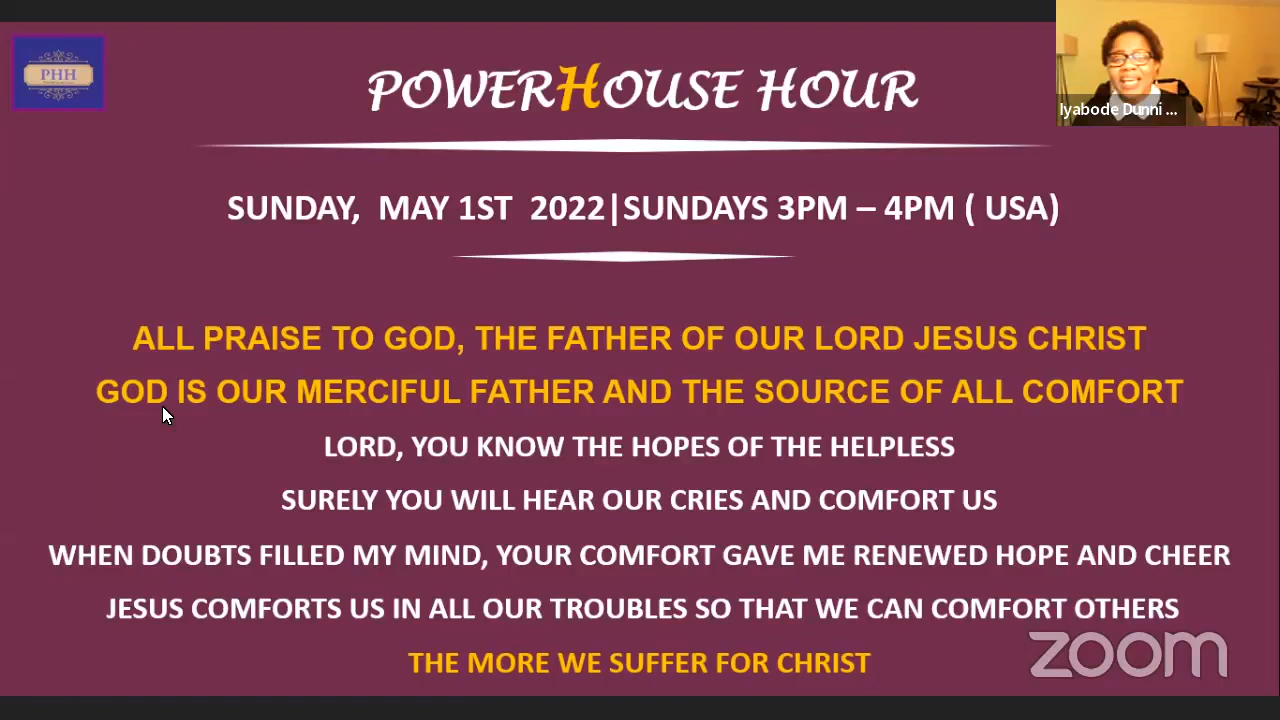 PHH
POWERHOUSE HOUR
Iyabode Dunni ...
SUNDAY, MAY 1ST 2022|SUNDAYS 3PM – 4PM ( USA)
ALL PRAISE TO GOD, THE FATHER OF OUR LORD JESUS CHRIST
GOD IS OUR MERCIFUL FATHER AND THE SOURCE OF ALL COMFORT
LORD, YOU KNOW THE HOPES OF THE HELPLESS
SURELY YOU WILL HEAR OUR CRIES AND COMFORT US
WHEN DOUBTS FILLED MY MIND, YOUR COMFORT GAVE ME RENEWED HOPE AND CHEER
JESUS COMFORTS US IN ALL OUR TROUBLES SO THAT WE CAN COMFORT OTHERS
THE MORE WE SUFFER FOR CHRIST
zoom